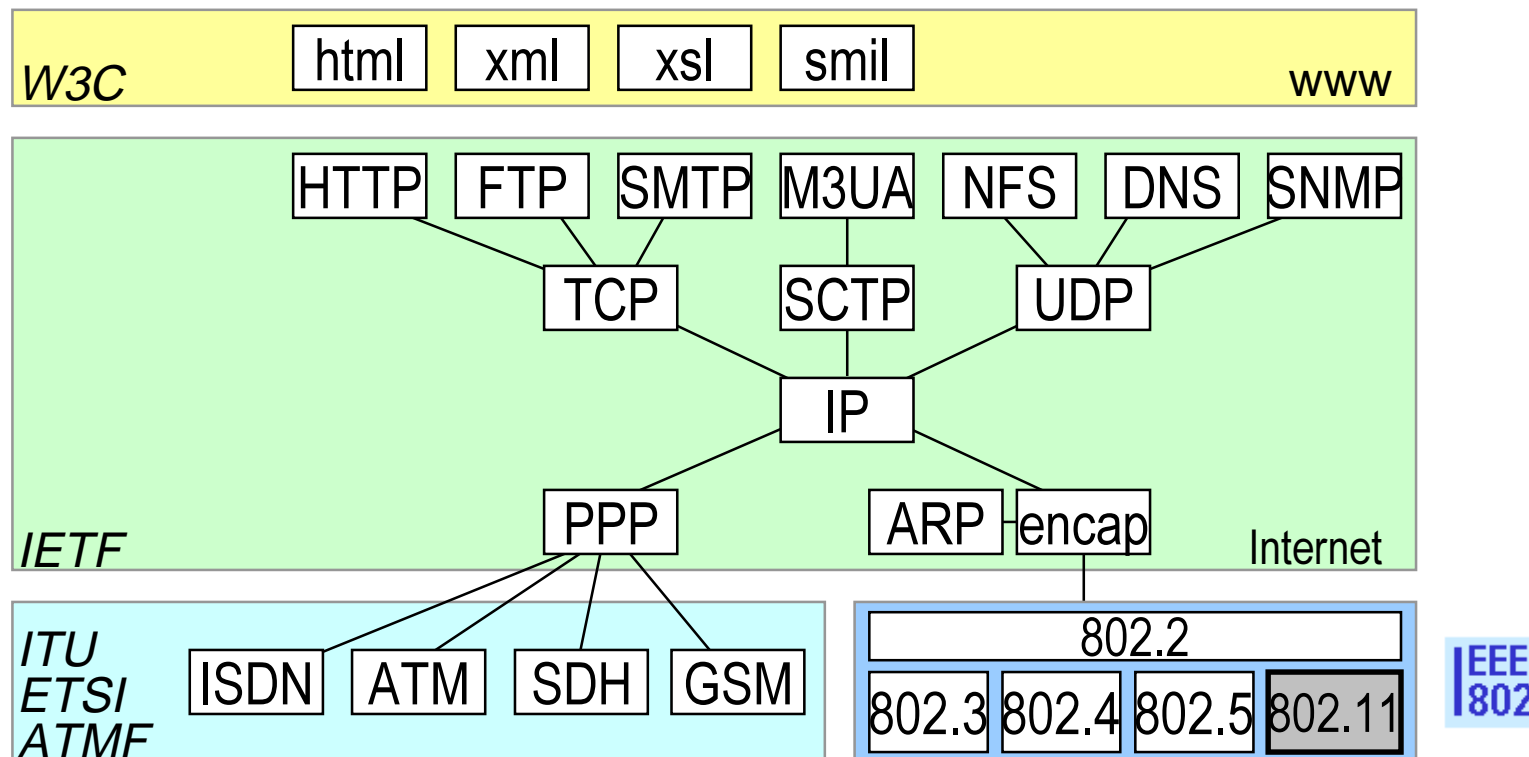 html xml xsl smil
W3C www
HTTP FTP SMTP M3UA NFS DNS SNMP
TCP SCTP UDP
IP
PPP ARP encap
IETF Internet
ITU
ETSI
ATMF
ISDN ATM SDH GSM
802.2
802.3 802.4 802.5 802.11
IEEE
802